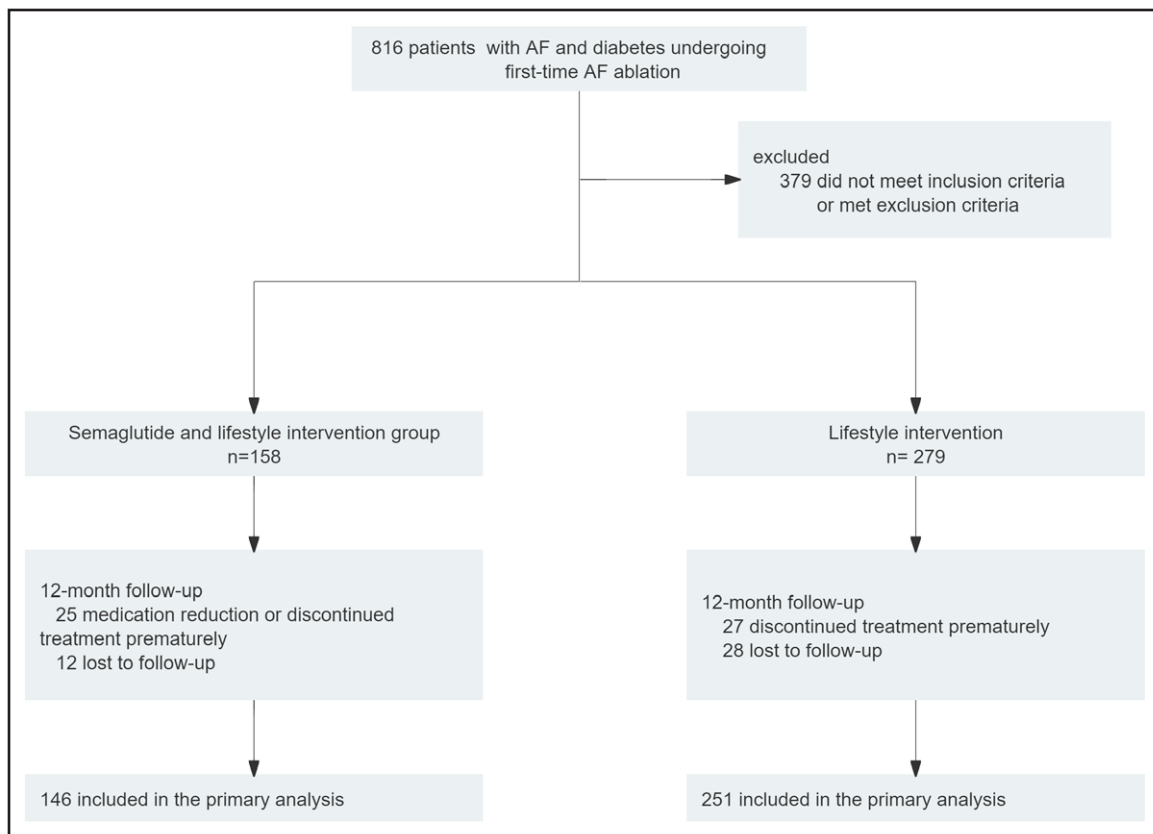 816 patients with AF and diabetes undergoing
first-time AF ablation
excluded
379 did not meet inclusion criteria
or met exclusion criteria
Semaglutide and lifestyle intervention group
n=158
Lifestyle intervention
n= 279
12-month follow-up
25 medication reduction or discontinued
treatment prematurely
12 lost to follow-up
12-month follow-up
27 discontinued treatment prematurely
28 lost to follow-up
146 included in the primary analysis
251 included in the primary analysis